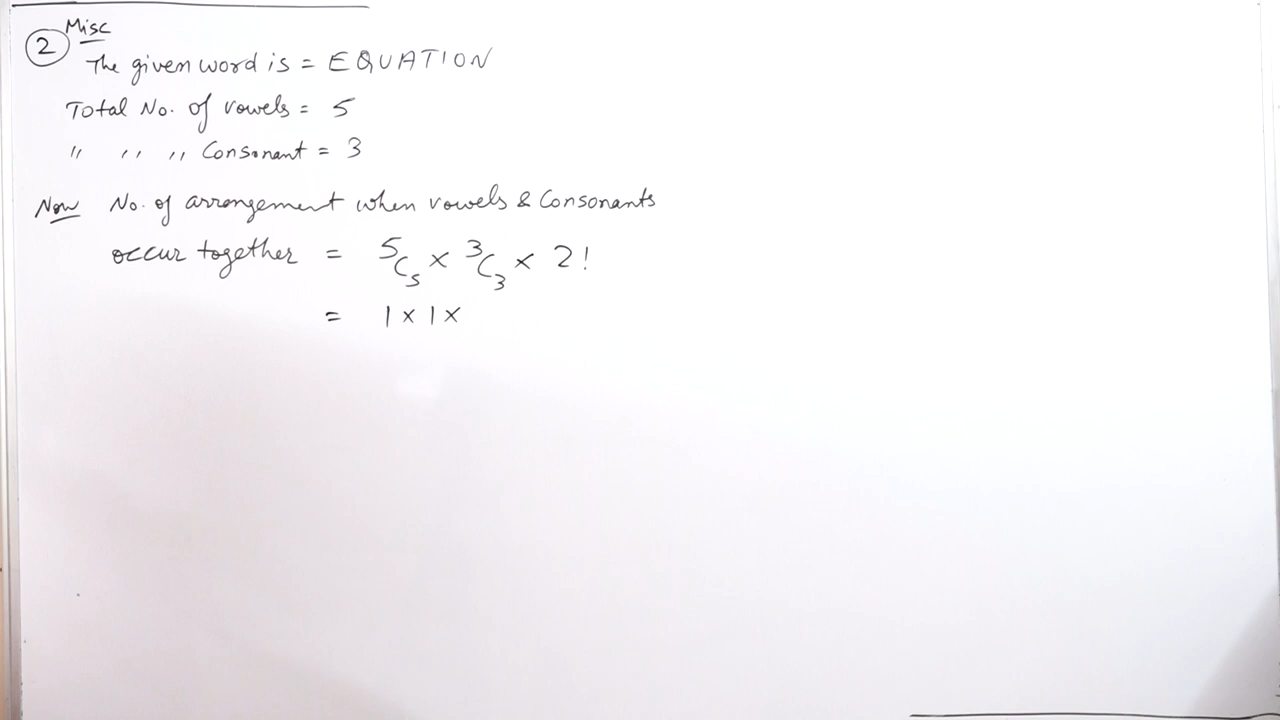 Misc
② The given word is = EQUATION
Total No. of vowels = 5
〃 〃 〃 Consonant = 3
Now No. of arrangement when vowels & Consonants
occur together = ⁵C₅ × ³C₃ × 2!
= 1 × 1 ×